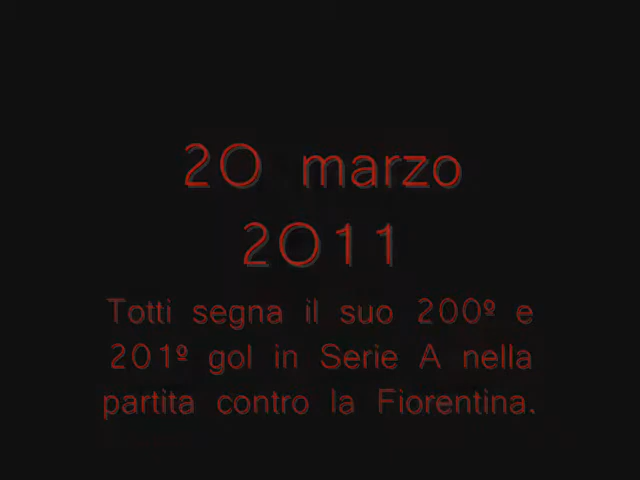 20 marzo
2011
Totti segna il suo 200º e
201º gol in Serie A nella
partita contro la Fiorentina.